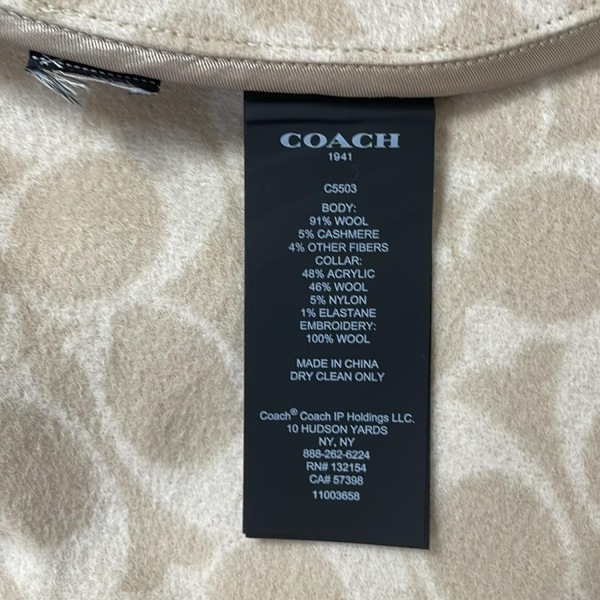 COACH
1941
C5503
BODY:
91% WOOL
5% CASHMERE
4% OTHER FIBERS
COLLAR:
48% ACRYLIC
46% WOOL
5% NYLON
1% ELASTANE
EMBROIDERY:
100% WOOL
MADE IN CHINA
DRY CLEAN ONLY
Coach® Coach IP Holdings LLC.
10 HUDSON YARDS
NY, NY
888-262-6224
RN# 132154
CA# 57398
11003658